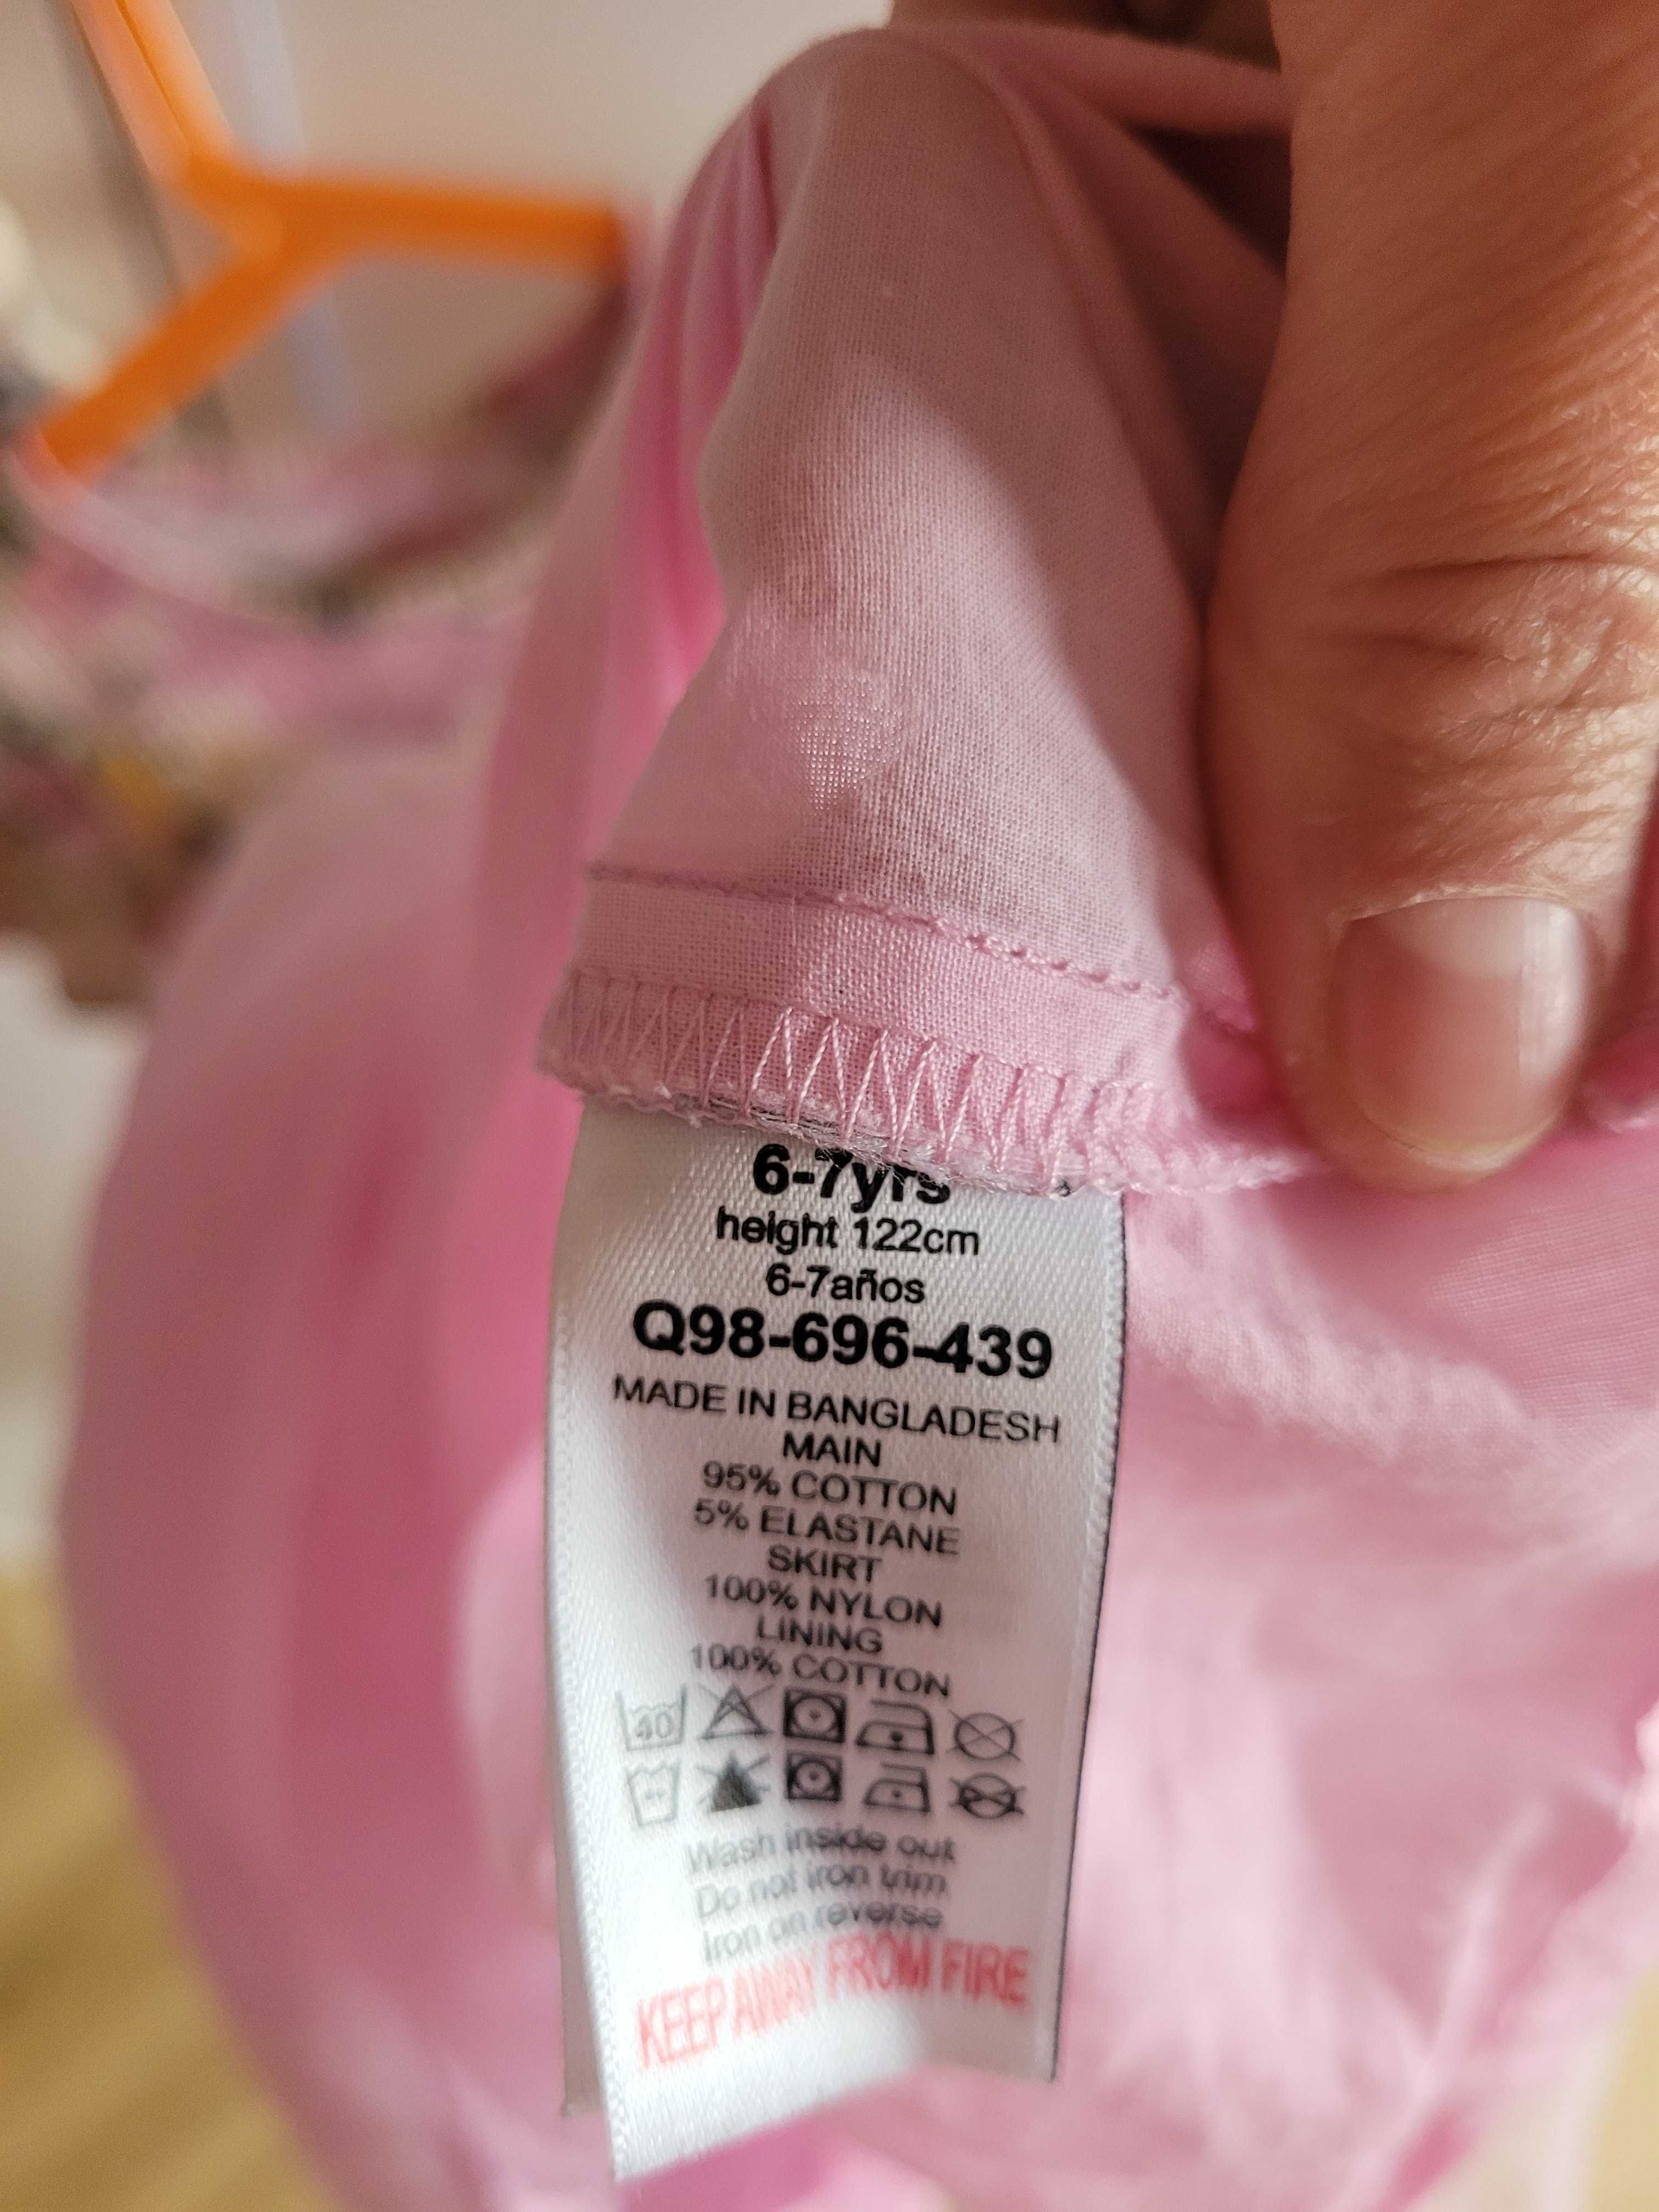 6-7yrs
height 122cm
6-7años
Q98-696-439
MADE IN BANGLADESH
MAIN
95% COTTON
5% ELASTANE
SKIRT
100% NYLON
LINING
100% COTTON
40
Wash inside out
Do not iron trim
Iron on reverse
KEEP AWAY FROM FIRE